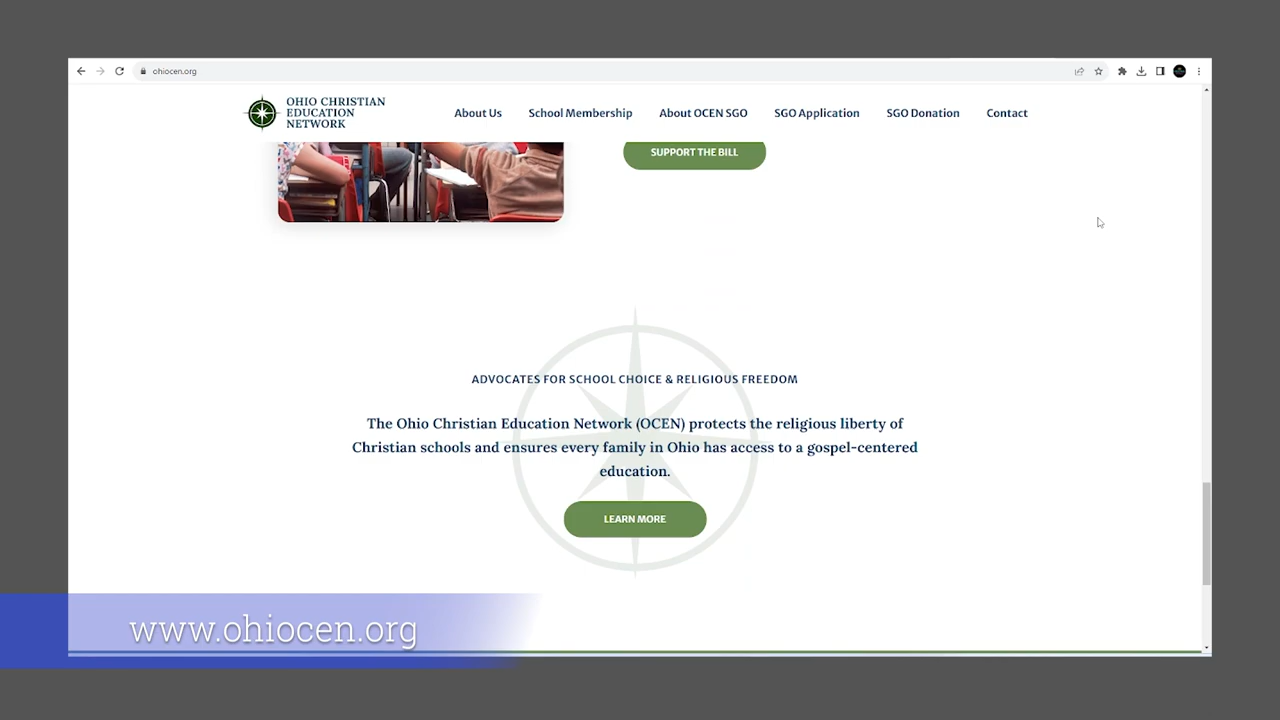 ohiocen.org
OHIO CHRISTIAN
EDUCATION
NETWORK
About Us
School Membership
About OCEN SGO
SGO Application
SGO Donation
Contact
SUPPORT THE BILL
ADVOCATES FOR SCHOOL CHOICE & RELIGIOUS FREEDOM
The Ohio Christian Education Network (OCEN) protects the religious liberty of
Christian schools and ensures every family in Ohio has access to a gospel-centered
education.
LEARN MORE
www.ohiocen.org